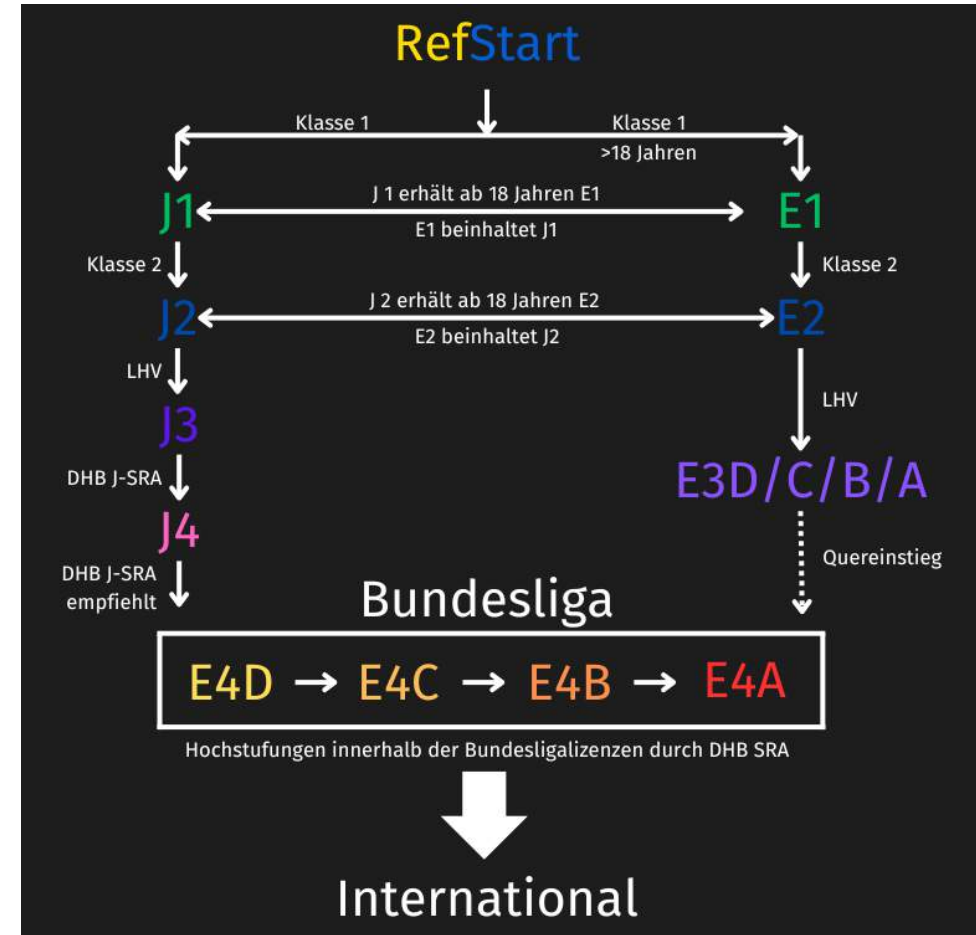 RefStart
Klasse 1
Klasse 1
>18 Jahren
J1
J 1 erhält ab 18 Jahren E1
E1 beinhaltet J1
E1
Klasse 2
Klasse 2
J2
J 2 erhält ab 18 Jahren E2
E2 beinhaltet J2
E2
LHV
LHV
J3
DHB J-SRA
E3D/C/B/A
J4
DHB J-SRA
empfiehlt
Quereinstieg
Bundesliga
E4D → E4C → E4B → E4A
Hochstufungen innerhalb der Bundesligalizenzen durch DHB SRA
International